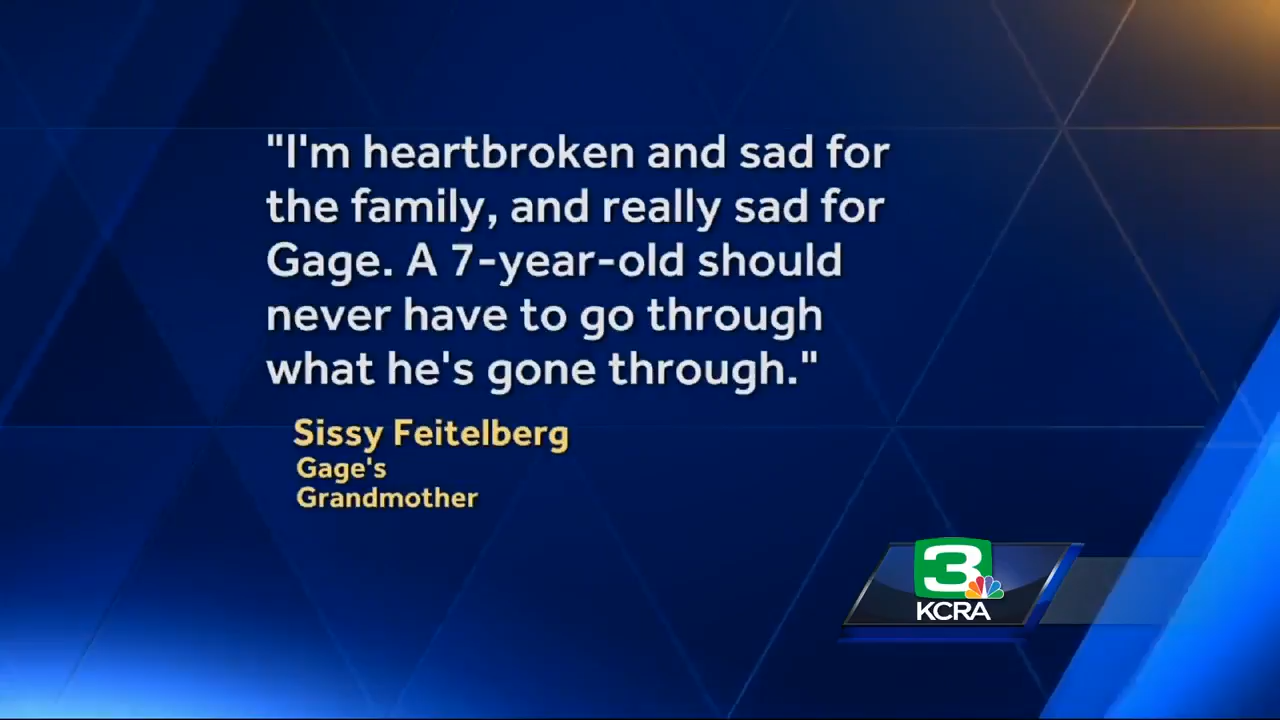 "I'm heartbroken and sad for
the family, and really sad for
Gage. A 7-year-old should
never have to go through
what he's gone through."
Sissy Feitelberg
Gage's
Grandmother
3
KCRA